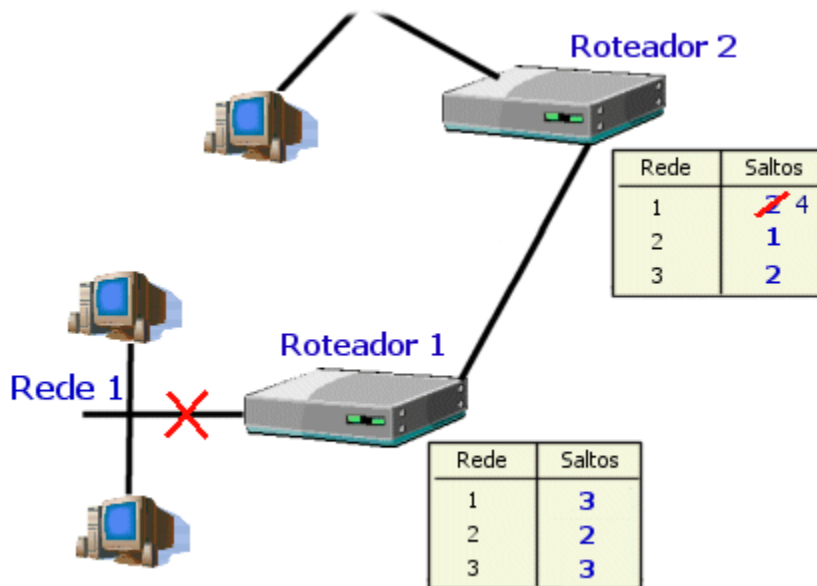 Roteador 2
Rede Saltos
1 2 4
2 1
3 2
Roteador 1
Rede 1
Rede Saltos
1 3
2 2
3 3